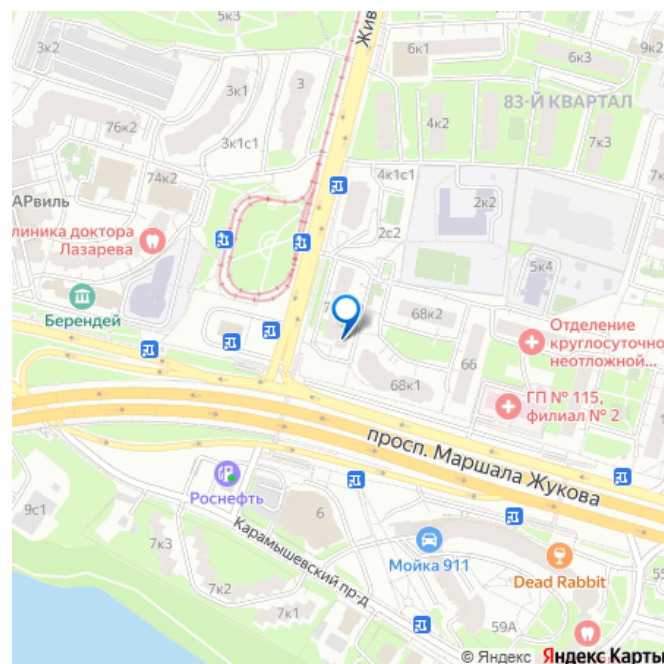 5к3
Жив
6к1
9к2
6к3
3к2
3к1
3
83-Й КВАРТАЛ
4к2
7к3
76к2
3к1с1
74к2
4к1с1
АРвиль
2к2
линика доктора
Лазарева
2с2
5к4
Берендей
68к2
Отделение
круглосуточно
неотложной...
66
68к1
ГП № 115,
филиал № 2
просп. Маршала Жукова
Роснефть
9с1
6
Карамышевский пр-д
7к3
Мойка 911
7к2
Dead Rabbit
7к1
59А
© Яндекс Яндекс Карты